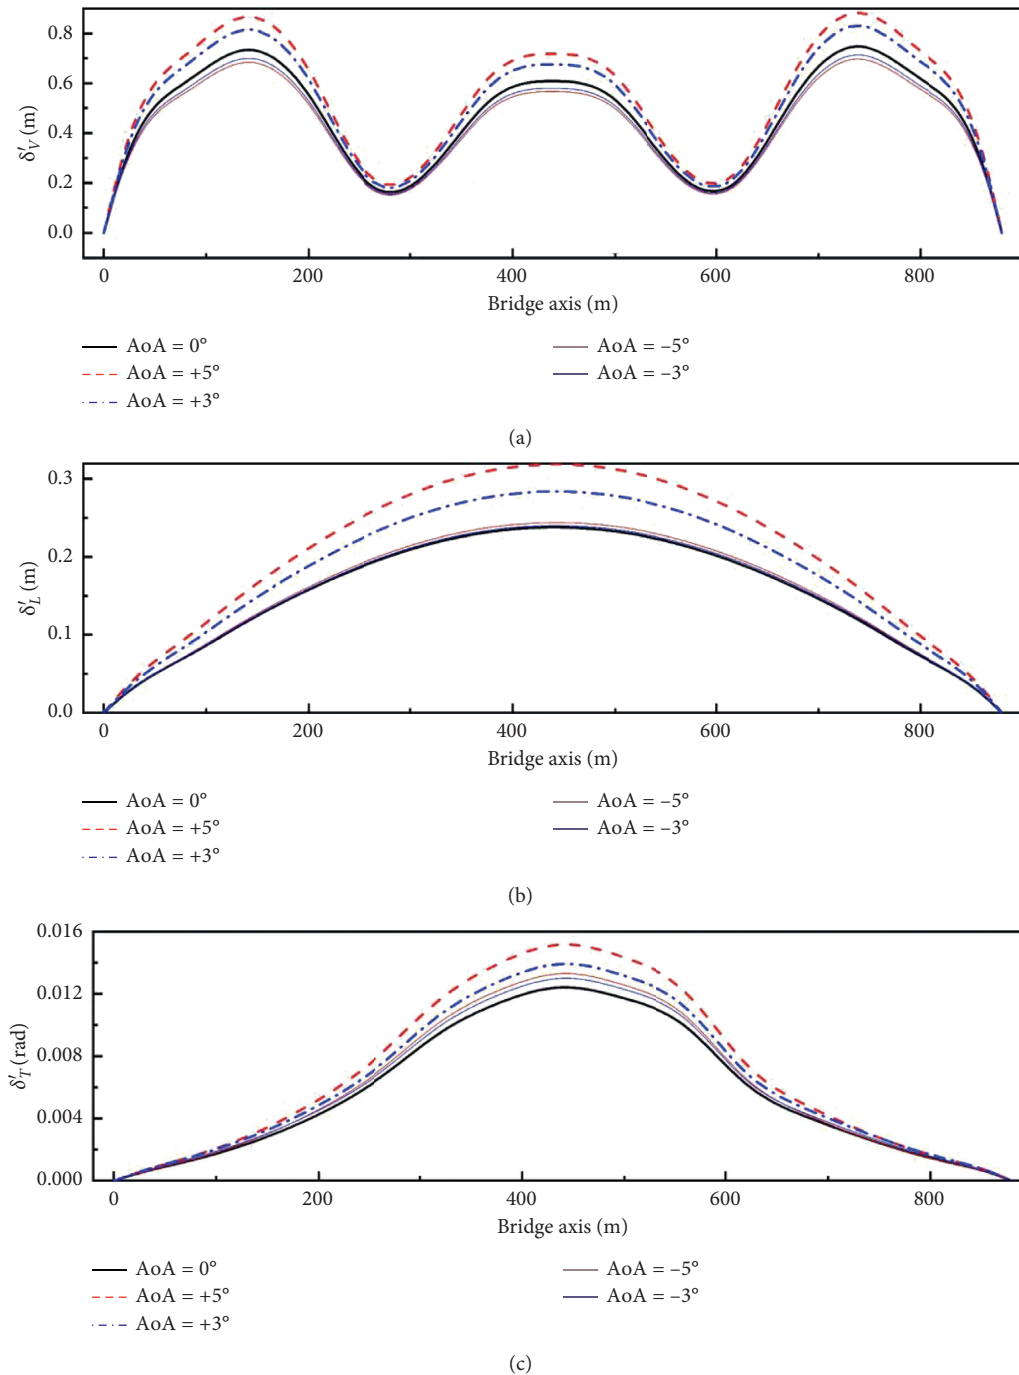 0.8
0.6
0.4
0.2
0.0
δ′V (m)
0 200 400 600 800
Bridge axis (m)
AoA = 0°
AoA = +5°
AoA = +3°
AoA = –5°
AoA = –3°
(a)
0.3
0.2
0.1
0.0
δ′L (m)
0 200 400 600 800
Bridge axis (m)
AoA = 0°
AoA = +5°
AoA = +3°
AoA = –5°
AoA = –3°
(b)
0.016
0.012
0.008
0.004
0.000
δ′T (rad)
0 200 400 600 800
Bridge axis (m)
AoA = 0°
AoA = +5°
AoA = +3°
AoA = –5°
AoA = –3°
(c)